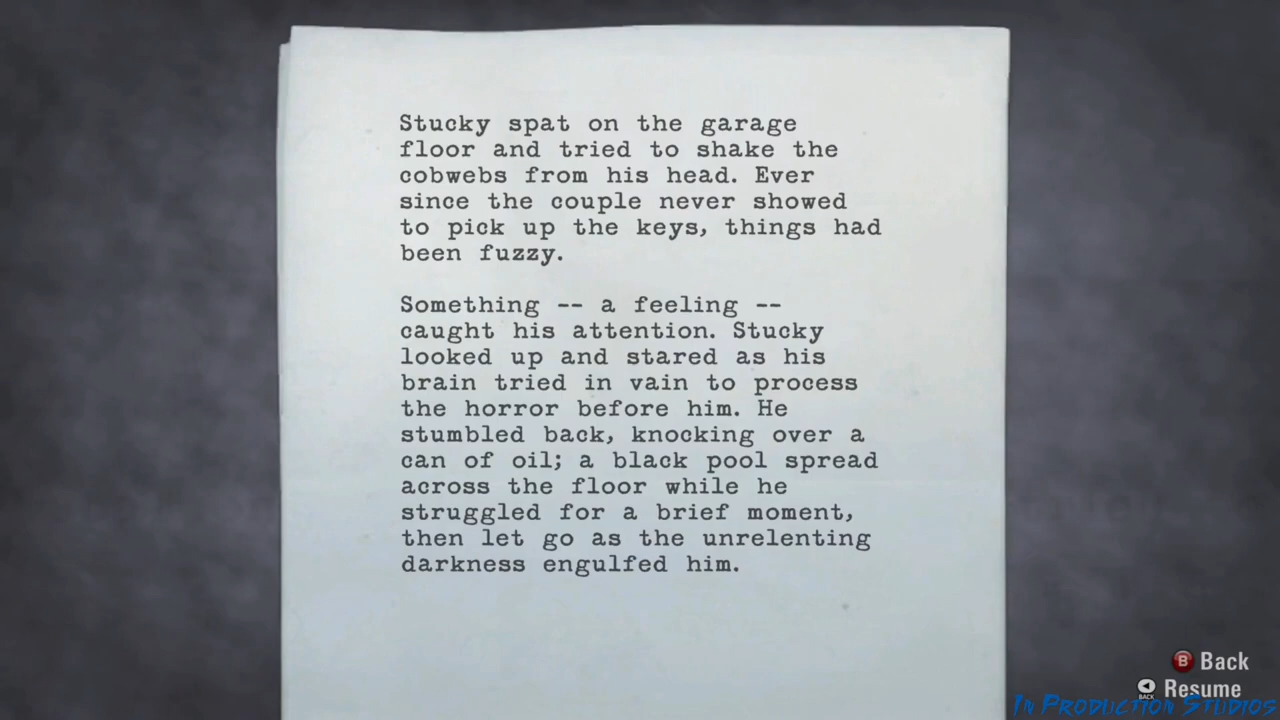 Stucky spat on the garage
floor and tried to shake the
cobwebs from his head. Ever
since the couple never showed
to pick up the keys, things had
been fuzzy.
Something -- a feeling --
caught his attention. Stucky
looked up and stared as his
brain tried in vain to process
the horror before him. He
stumbled back, knocking over a
can of oil; a black pool spread
across the floor while he
struggled for a brief moment,
then let go as the unrelenting
darkness engulfed him.
B Back
BACK Resume
In Production Studios